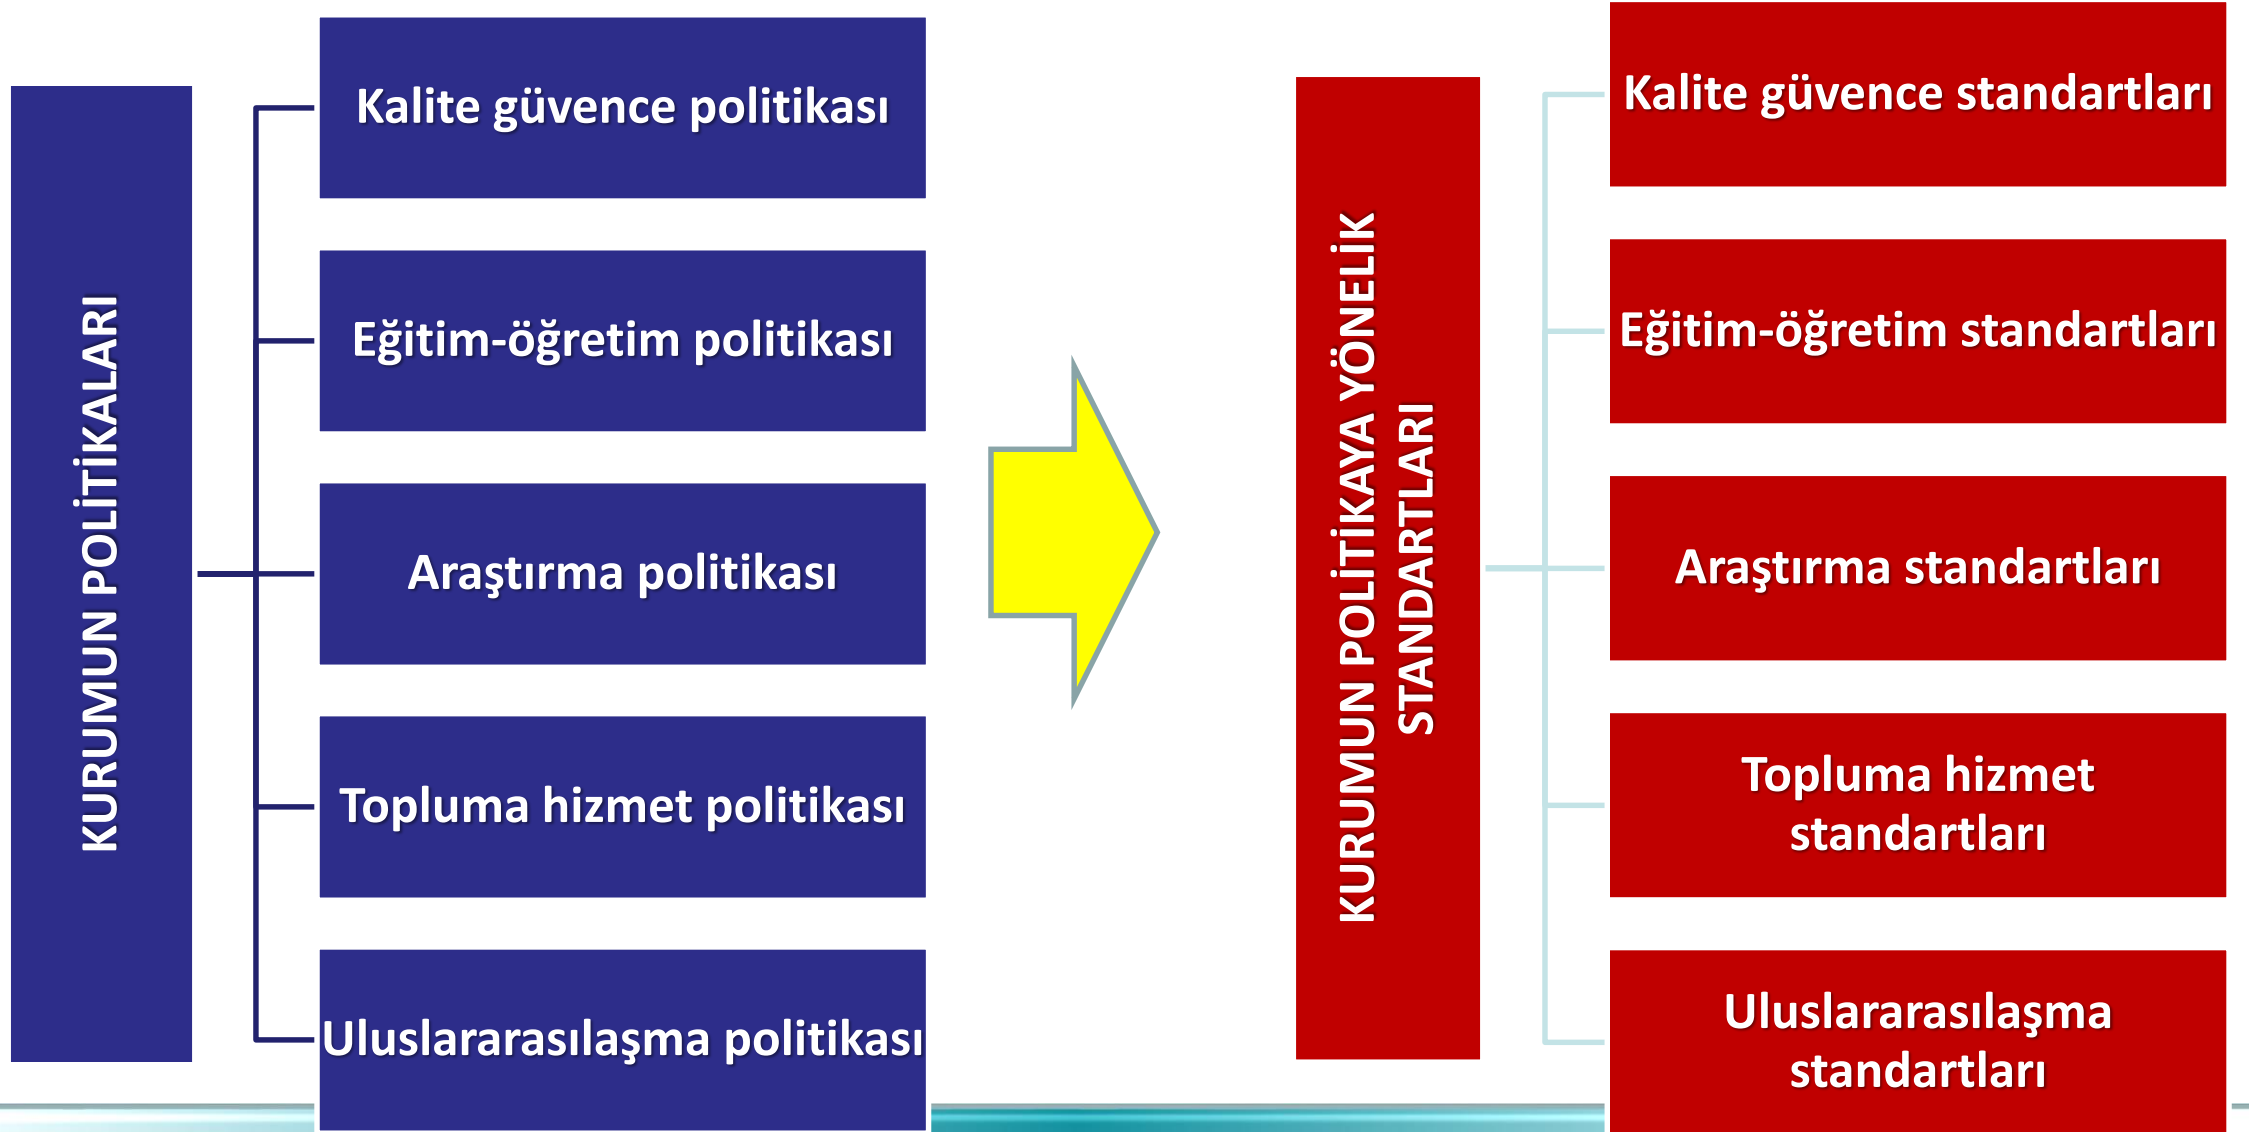 KURUMUN POLİTİKALARI
Kalite güvence politikası
Eğitim-öğretim politikası
Araştırma politikası
Topluma hizmet politikası
Uluslararasılaşma politikası
KURUMUN POLİTİKAYA YÖNELİK
STANDARTLARI
Kalite güvence standartları
Eğitim-öğretim standartları
Araştırma standartları
Topluma hizmet
standartları
Uluslararasılaşma
standartları